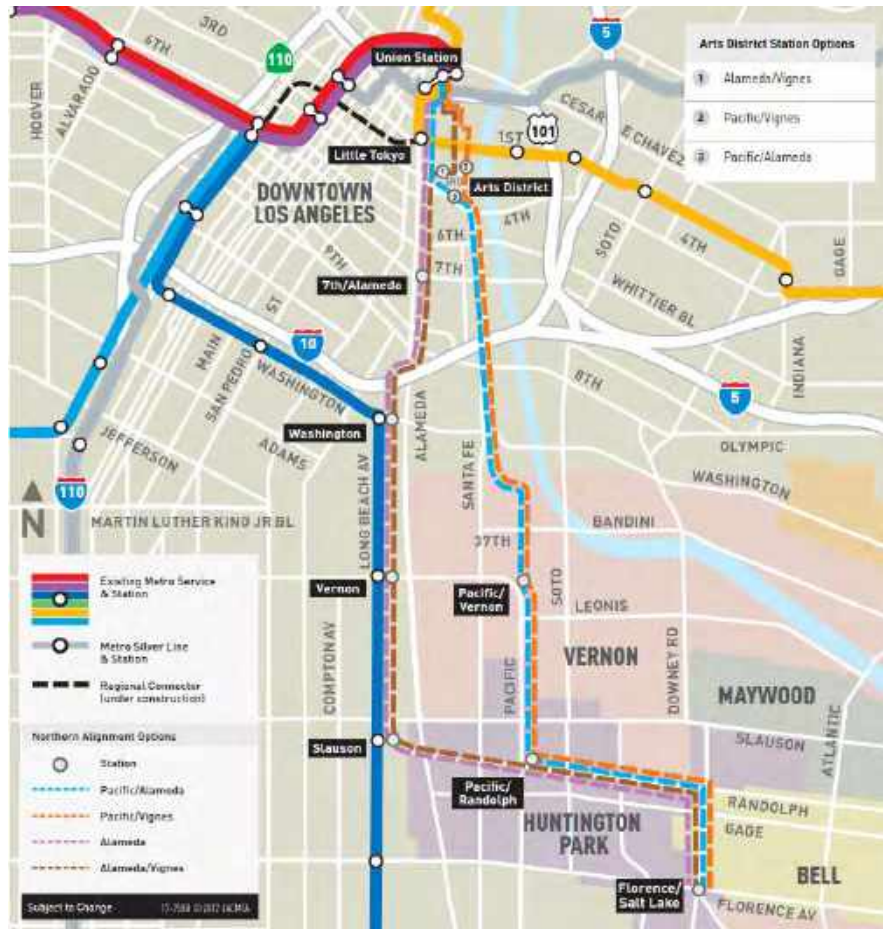 3RD
6TH
110
5
Union Station
Arts District Station Options
1 Alameda/Vignes
2 Pacific/Vignes
3 Pacific/Alameda
HOOVER
ALVARADO
CESAR
E CHAVEZ
101
1ST
Little Tokyo
DOWNTOWN
LOS ANGELES
1
3
2
Arts District
4TH
6TH
9TH
7TH
7th/Alameda
SOTO
4TH
GAGE
WHITTIER BL
INDIANA
ST
10
MAIN
SAN PEDRO
WASHINGTON
8TH
5
JEFFERSON
ADAMS
Washington
ALAMEDA
SANTA FE
OLYMPIC
WASHINGTON
N
110
MARTIN LUTHER KING JR BL
LONG BEACH AV
37TH
BANDINI
Existing Metro Service
& Station
Metro Silver Line
& Station
Regional Connector
(under construction)
Northern Alignment Options
Station
Pacific/Alameda
Pacific/Vignes
Alameda
Alameda/Vignes
Subject to Change
Vernon
COMPTON AV
Pacific/
Vernon
SOTO
LEONIS
VERNON
DOWNEY RD
MAYWOOD
PACIFIC
SLAUSON
ATLANTIC
Slauson
Pacific/
Randolph
RANDOLPH
HUNTINGTON
PARK
GAGE
BELL
Florence/
Salt Lake
FLORENCE AV